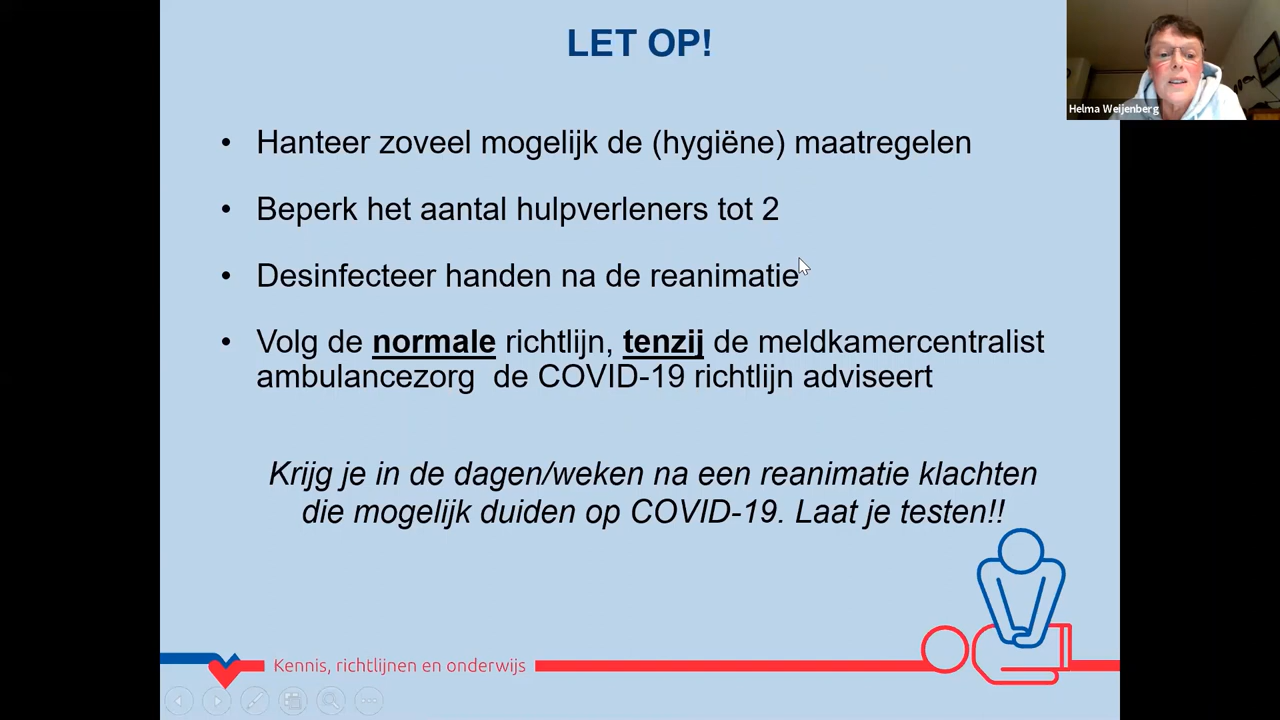 LET OP!
Helma Weijenberg
• Hanteer zoveel mogelijk de (hygiëne) maatregelen
• Beperk het aantal hulpverleners tot 2
• Desinfecteer handen na de reanimatie
• Volg de normale richtlijn, tenzij de meldkamercentralist
ambulancezorg de COVID-19 richtlijn adviseert
Krijg je in de dagen/weken na een reanimatie klachten
die mogelijk duiden op COVID-19. Laat je testen!!
Kennis, richtlijnen en onderwijs